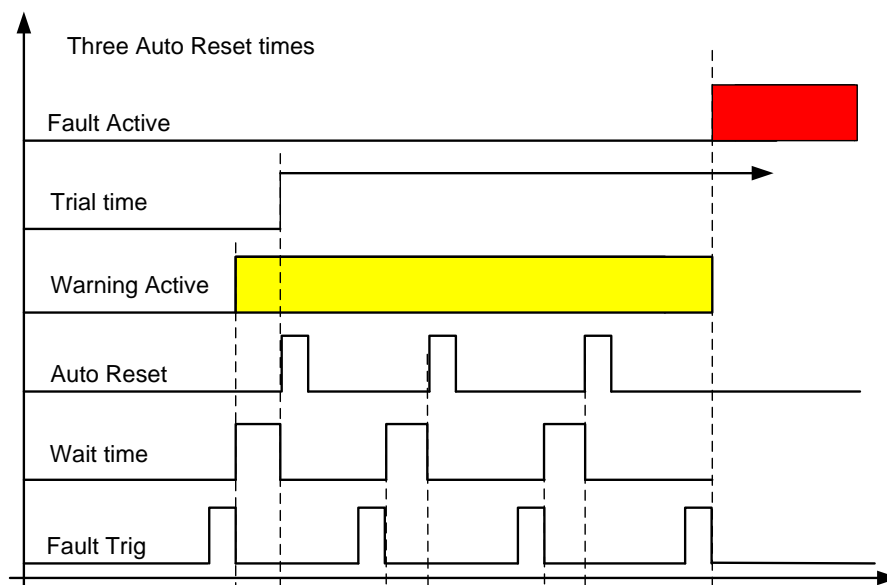 Three Auto Reset times
Fault Active
Trial time
Warning Active
Auto Reset
Wait time
Fault Trig